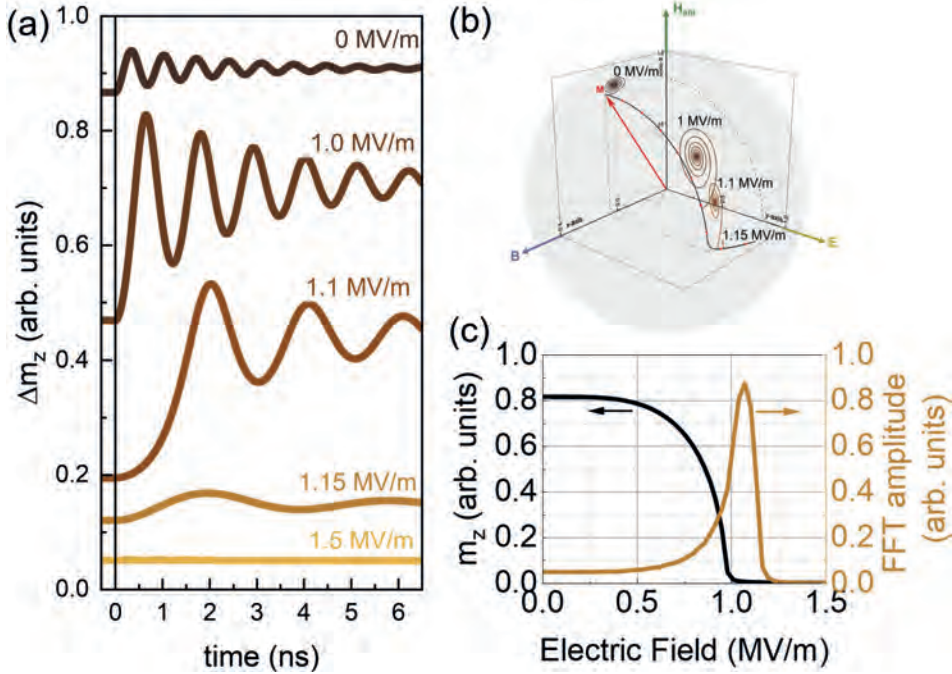 (a)
1.0
0.8
0.6
0.4
0.2
0.0
Δm_z (arb. units)
0 MV/m
1.0 MV/m
1.1 MV/m
1.15 MV/m
1.5 MV/m
0 1 2 3 4 5 6
time (ns)
(b)
0 MV/m
M
1 MV/m
1.1 MV/m
1.15 MV/m
B
E
(c)
1.0
0.8
0.6
0.4
0.2
0.0
m_z (arb. units)
1.0
0.8
0.6
0.4
0.2
0.0
FFT amplitude
(arb. units)
0.0 0.5 1.0 1.5
Electric Field (MV/m)